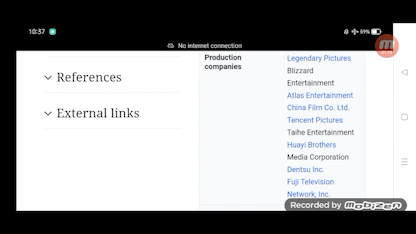 10:37
59%
No internet connection
References
External links
Production
companies
Legendary Pictures
Blizzard
Entertainment
Atlas Entertainment
China Film Co. Ltd.
Tencent Pictures
Taihe Entertainment
Huayi Brothers
Media Corporation
Dentsu Inc.
Fuji Television
Network, Inc.
Recorded by Mobizen